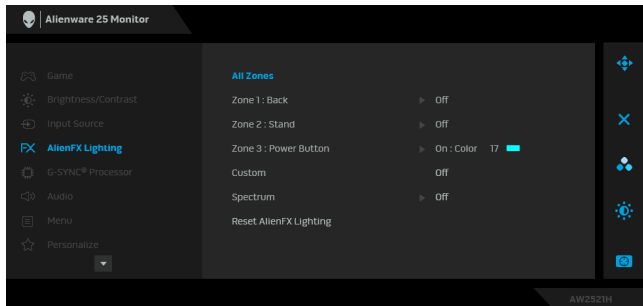 Alienware 25 Monitor
Game
Brightness/Contrast
Input Source
AlienFX Lighting
G-SYNC® Processor
Audio
Menu
Personalize
All Zones
Zone 1 : Back Off
Zone 2 : Stand Off
Zone 3 : Power Button On : Color 17
Custom Off
Spectrum Off
Reset AlienFX Lighting
AW2521H